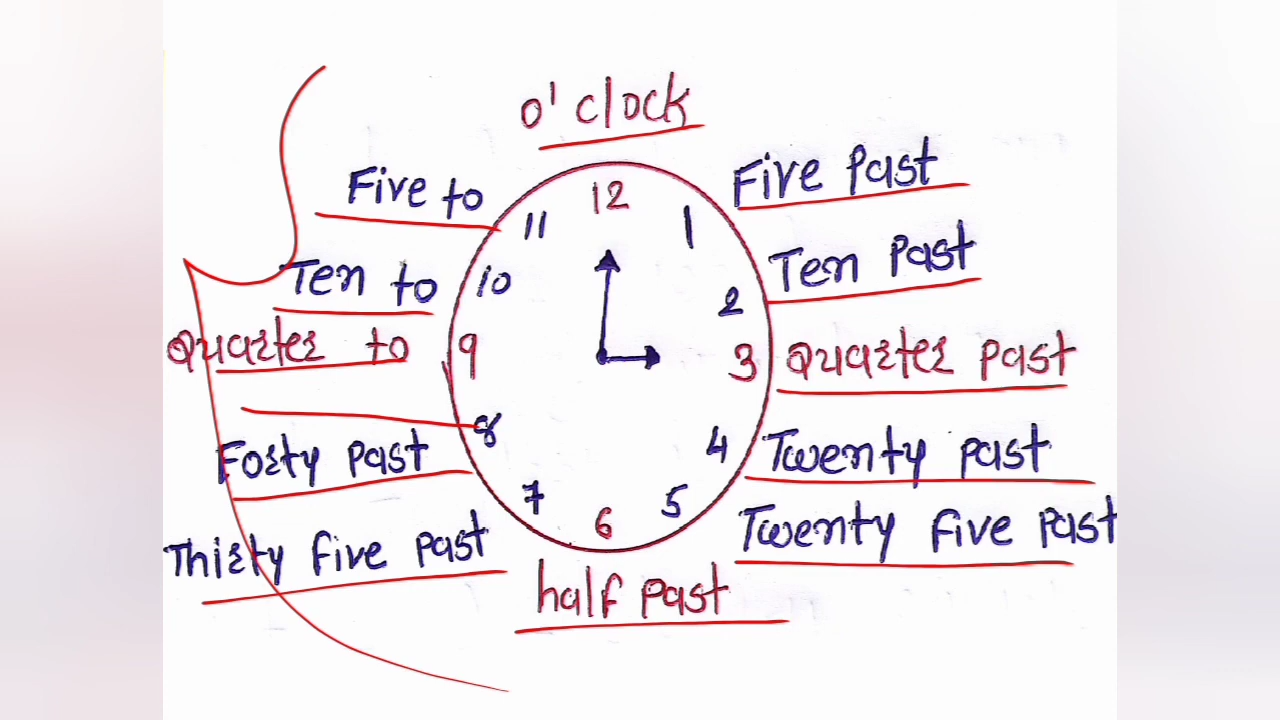 o'clock
Five to
Five Past
12
11
1
Ten to
Ten Past
10
2
Quarter to
9
3
Quarter past
8
4
Forty past
Twenty past
7
5
6
Thirty five past
Twenty five past
half past